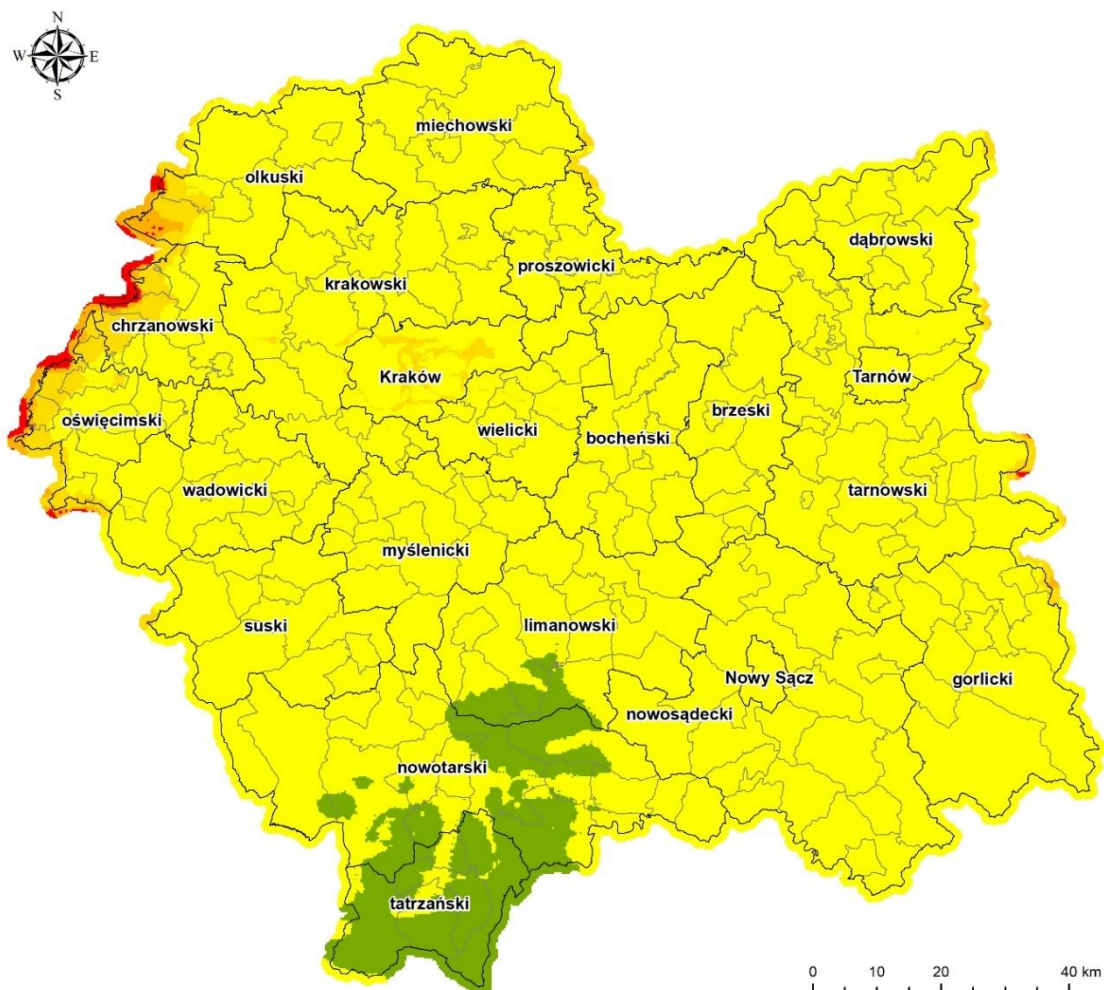 N
W E
S
miechowski
olkuski
dąbrowski
proszowicki
krakowski
chrzanowski
Kraków
Tarnów
brzeski
oświęcimski
wielicki
bocheński
wadowicki
tarnowski
myślenicki
suski
limanowski
Nowy Sącz
gorlicki
nowosądecki
nowotarski
tatrzański
0 10 20 40 km